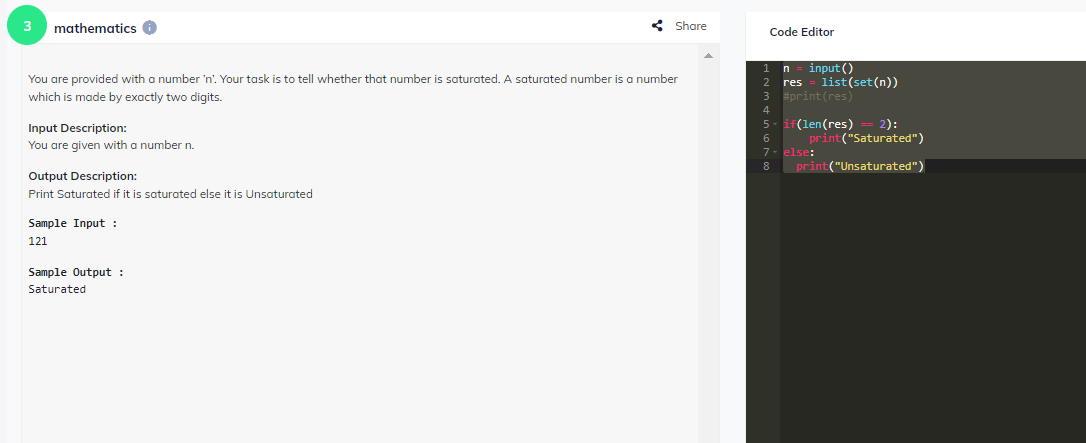 3
mathematics
Share
You are provided with a number 'n'. Your task is to tell whether that number is saturated. A saturated number is a number
which is made by exactly two digits.
Input Description:
You are given with a number n.
Output Description:
Print Saturated if it is saturated else it is Unsaturated
Sample Input :
121
Sample Output :
Saturated
Code Editor
1 n = input()
2 res = list(set(n))
3 #print(res)
4
5 if(len(res) == 2):
6 print("Saturated")
7 else:
8 print("Unsaturated")